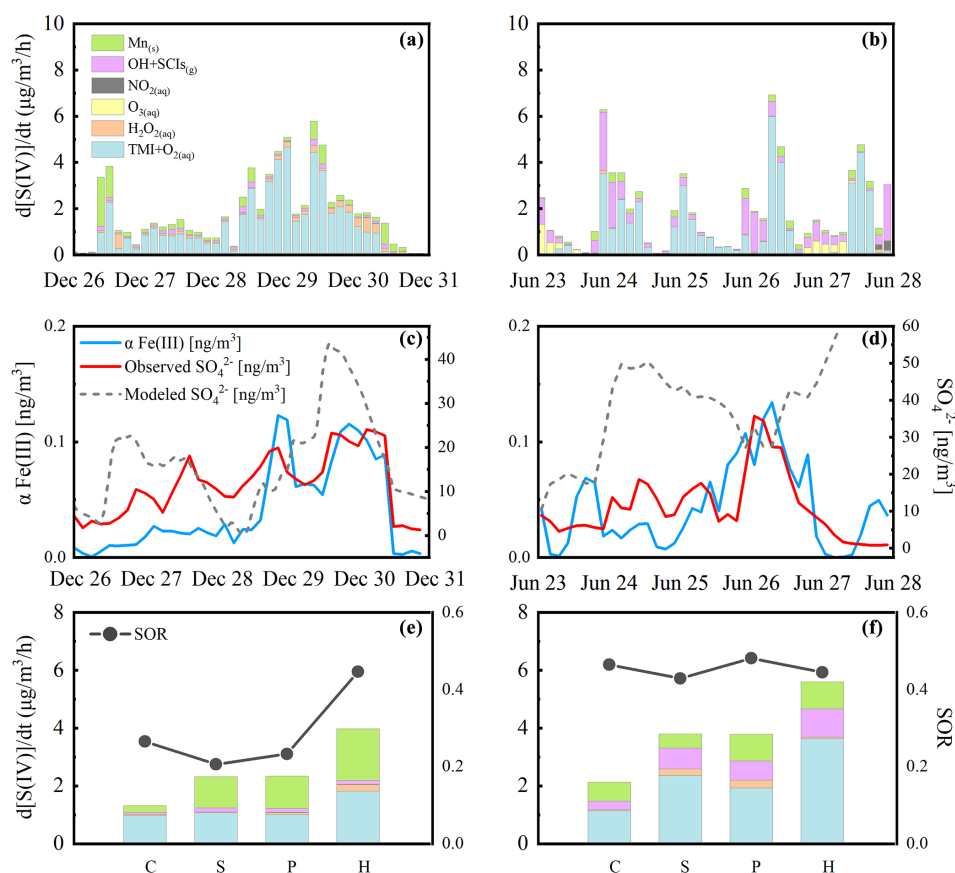 d[S(IV)]/dt (μg/m³/h)
10
8
6
4
2
0
(a)
Mn(s)
OH+SCIs(g)
NO2(aq)
O3(aq)
H2O2(aq)
TMI+O2(aq)
Dec 26 Dec 27 Dec 28 Dec 29 Dec 30 Dec 31
10
8
6
4
2
0
(b)
Jun 23 Jun 24 Jun 25 Jun 26 Jun 27 Jun 28
α Fe(III) [ng/m³]
0.2
0.1
0.0
(c)
α Fe(III) [ng/m³]
Observed SO₄²⁻ [ng/m³]
Modeled SO₄²⁻ [ng/m³]
40
30
20
10
0
Dec 26 Dec 27 Dec 28 Dec 29 Dec 30 Dec 31
0.2
0.1
0.0
(d)
60
50
40
30
20
10
0
SO₄²⁻ [ng/m³]
Jun 23 Jun 24 Jun 25 Jun 26 Jun 27 Jun 28
d[S(IV)]/dt (μg/m³/h)
8
6
4
2
0
(e)
SOR
0.6
0.4
0.2
0.0
C S P H
8
6
4
2
0
(f)
0.6
0.4
0.2
0.0
SOR
C S P H